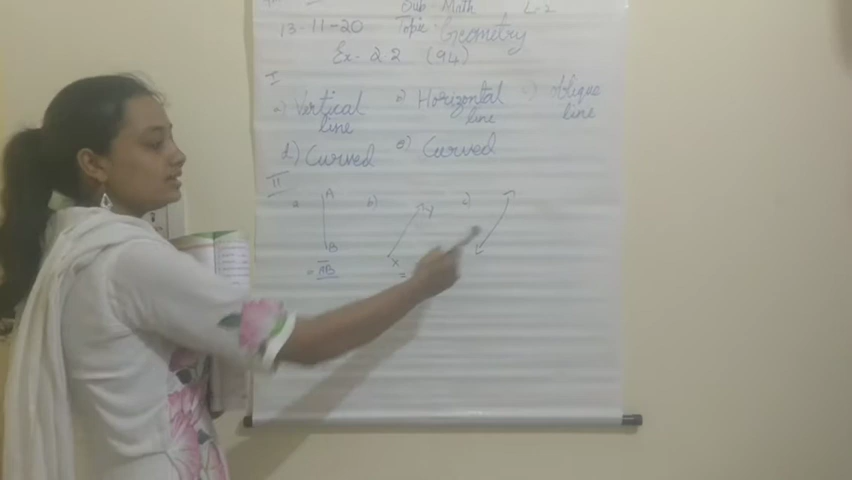 Sub Math L-2
13-11-20 Topic: Geometry
Ex-2.2 (94)
I
a) Vertical line b) Horizontal line c) oblique line
d) Curved e) Curved
II
a A b) y c)
B x
= AB =